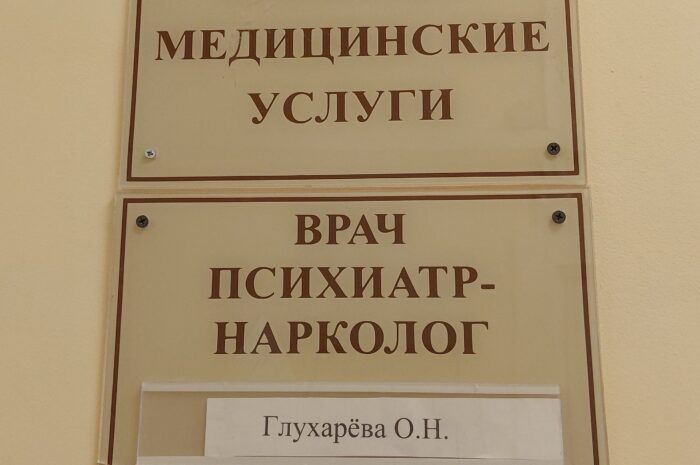 МЕДИЦИНСКИЕ
УСЛУГИ
ВРАЧ
ПСИХИАТР-
НАРКОЛОГ
Глухарёва О.Н.